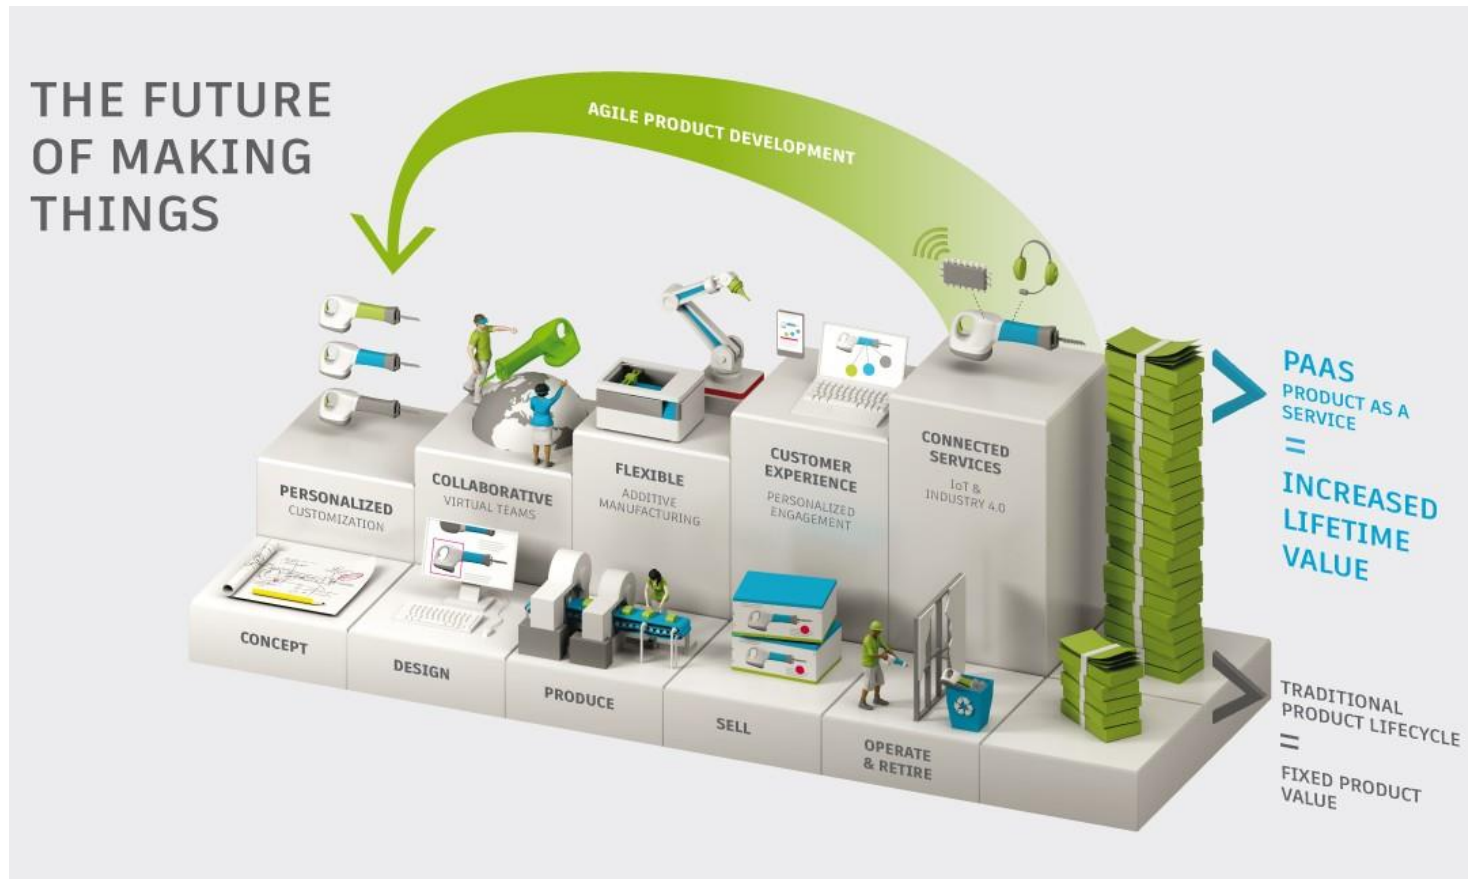 THE FUTURE
OF MAKING
THINGS
AGILE PRODUCT DEVELOPMENT
PERSONALIZED
CUSTOMIZATION
COLLABORATIVE
VIRTUAL TEAMS
FLEXIBLE
ADDITIVE
MANUFACTURING
CUSTOMER
EXPERIENCE
PERSONALIZED
ENGAGEMENT
CONNECTED
SERVICES
IoT &
INDUSTRY 4.0
PAAS
PRODUCT AS A
SERVICE
=
INCREASED
LIFETIME
VALUE
CONCEPT
DESIGN
PRODUCE
SELL
OPERATE
& RETIRE
TRADITIONAL
PRODUCT LIFECYCLE
=
FIXED PRODUCT
VALUE